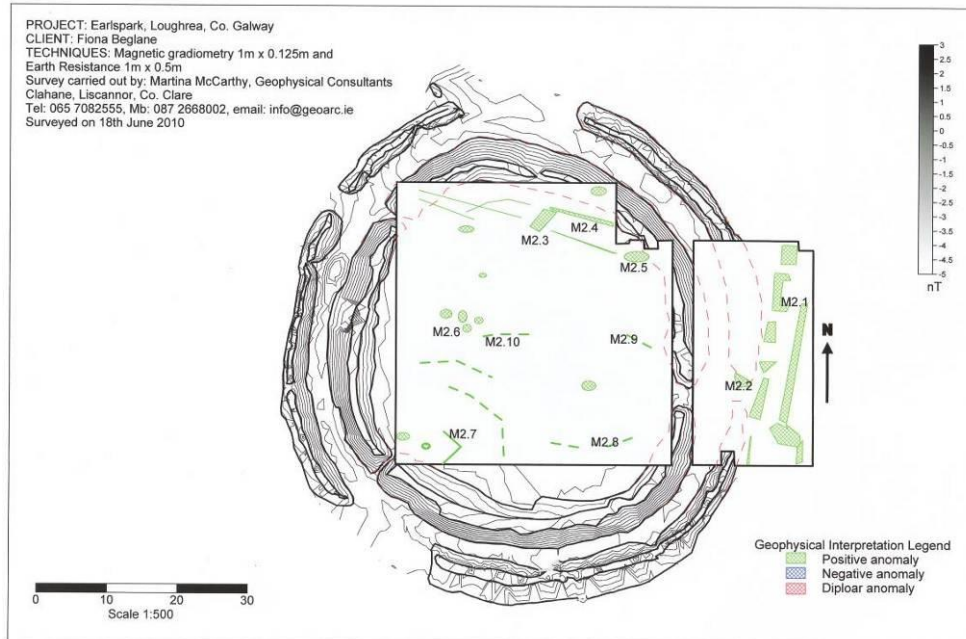 PROJECT: Earlspark, Loughrea, Co. Galway
CLIENT: Fiona Beglane
TECHNIQUES: Magnetic gradiometry 1m x 0.125m and
Earth Resistance 1m x 0.5m
Survey carried out by: Martina McCarthy, Geophysical Consultants
Clahane, Liscannor, Co. Clare
Tel: 065 7082555, Mb: 087 2668002, email: info@geoarc.ie
Surveyed on 18th June 2010
3
2.5
2
1.5
1
0.5
0
-0.5
-1
-1.5
-2
-2.5
-3
-3.5
-4
-4.5
-5
nT
M2.3
M2.4
M2.5
M2.1
M2.6
M2.10
M2.9
N
M2.2
M2.7
M2.8
Geophysical Interpretation Legend
Positive anomaly
Negative anomaly
Diploar anomaly
0 10 20 30
Scale 1:500